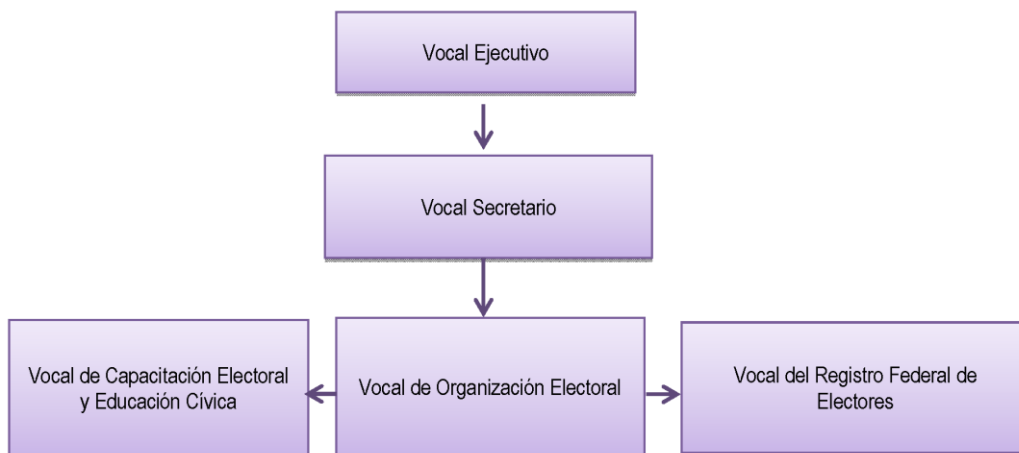 Vocal Ejecutivo
Vocal Secretario
Vocal de Capacitación Electoral
y Educación Cívica
Vocal de Organización Electoral
Vocal del Registro Federal de
Electores